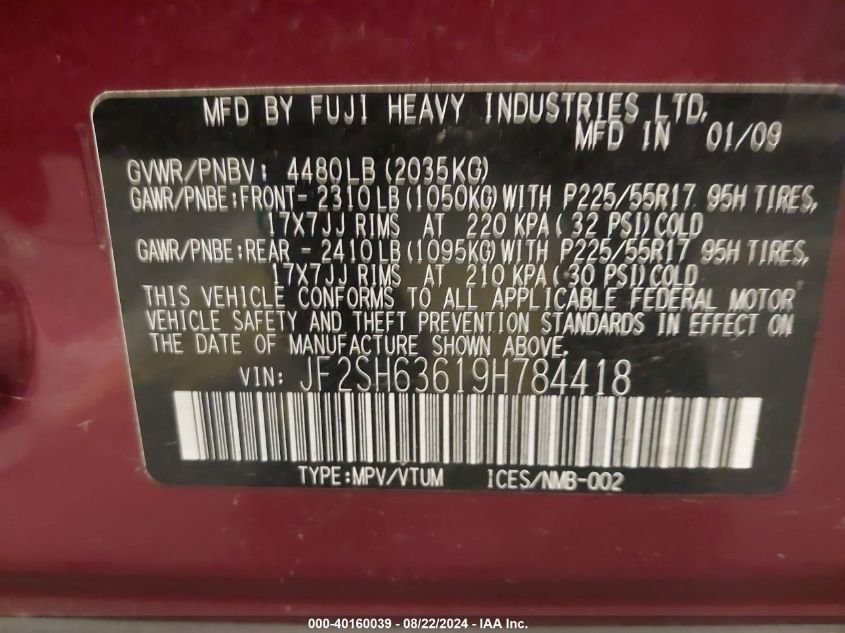 MFD BY FUJI HEAVY INDUSTRIES LTD.
MFD IN 01/09
GVWR/PNBV: 4480LB (2035KG)
GAWR/PNBE:FRONT- 2310LB(1050KG)WITH P225/55R17 95H TIRES,
17X7JJ RIMS AT 220 KPA( 32 PSI)COLD
GAWR/PNBE:REAR - 2410LB(1095KG)WITH P225/55R17 95H TIRES,
17X7JJ RIMS AT 210 KPA( 30 PSI)COLD
THIS VEHICLE CONFORMS TO ALL APPLICABLE FEDERAL MOTOR
VEHICLE SAFETY AND THEFT PREVENTION STANDARDS IN EFFECT ON
THE DATE OF MANUFACTURE SHOWN ABOVE.
VIN: JF2SH63619H784418
TYPE:MPV/VTUM ICES/NMB-002
000-40160039 - 08/22/2024 - IAA Inc.